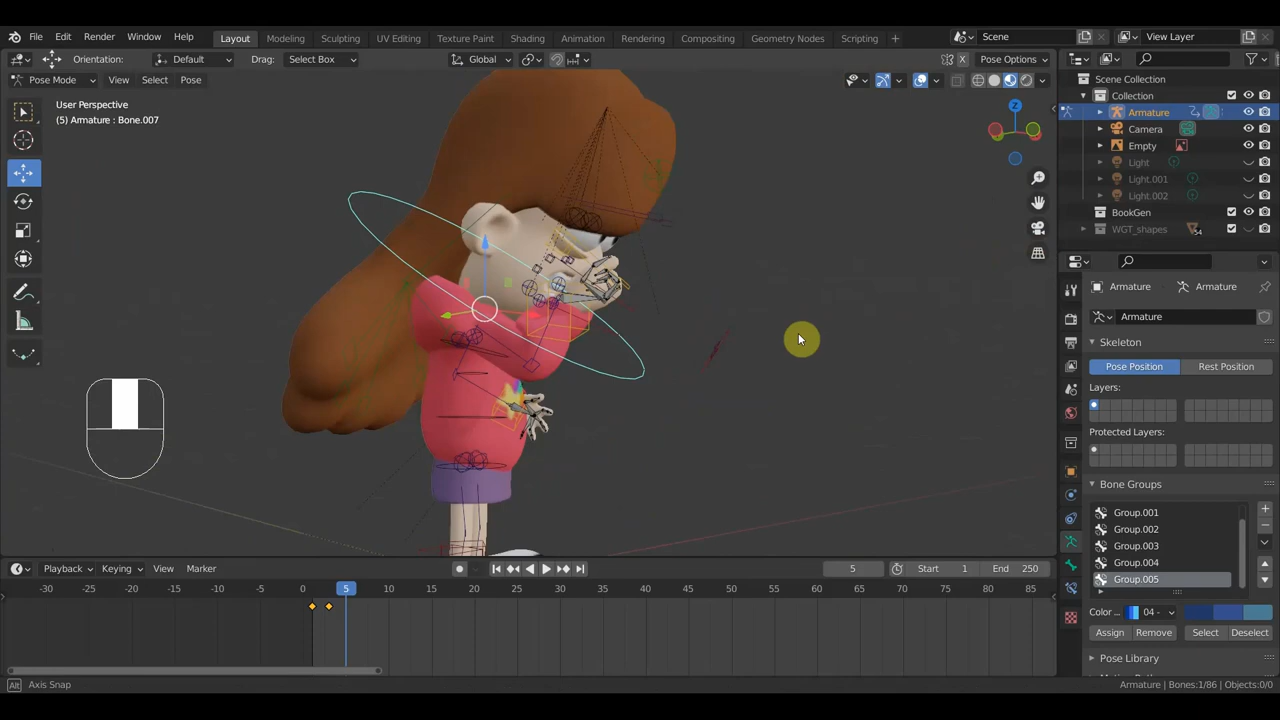 File Edit Render Window Help Layout Modeling Sculpting UV Editing Texture Paint Shading Animation Rendering Compositing Geometry Nodes Scripting + Scene View Layer
Orientation: Default Drag: Select Box Global X Pose Options
Pose Mode View Select Pose
User Perspective
(5) Armature : Bone.007
Z
Scene Collection
Collection
Armature
Camera
Empty
Light
Light.001
Light.002
BookGen
WGT_shapes 54
Armature Armature
Armature
Skeleton
Pose Position Rest Position
Layers:
Protected Layers:
Bone Groups
Group.001
Group.002
Group.003
Group.004
Group.005
Color ... 04 -
Assign Remove Select Deselect
Pose Library
Playback Keying View Marker 5 Start 1 End 250
-30 -25 -20 -15 -10 -5 0 5 10 15 20 25 30 35 40 45 50 55 60 65 70 75 80 85
Alt Axis Snap Armature | Bones:1/86 | Objects:0/0